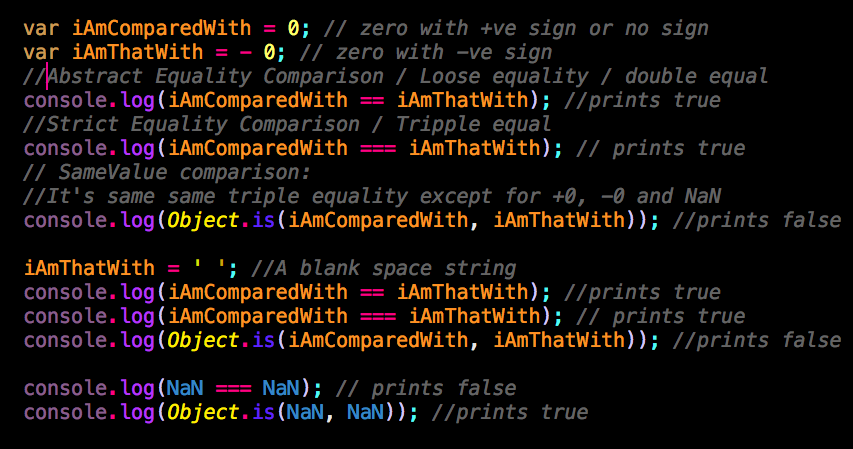 var iAmComparedWith = 0; // zero with +ve sign or no sign
var iAmThatWith = - 0; // zero with -ve sign
//Abstract Equality Comparison / Loose equality / double equal
console.log(iAmComparedWith == iAmThatWith); //prints true
//Strict Equality Comparison / Tripple equal
console.log(iAmComparedWith === iAmThatWith); // prints true
// SameValue comparison:
//It's same same triple equality except for +0, -0 and NaN
console.log(Object.is(iAmComparedWith, iAmThatWith)); //prints false
iAmThatWith = ' '; //A blank space string
console.log(iAmComparedWith == iAmThatWith); //prints true
console.log(iAmComparedWith === iAmThatWith); // prints true
console.log(Object.is(iAmComparedWith, iAmThatWith)); //prints false
console.log(NaN === NaN); // prints false
console.log(Object.is(NaN, NaN)); //prints true